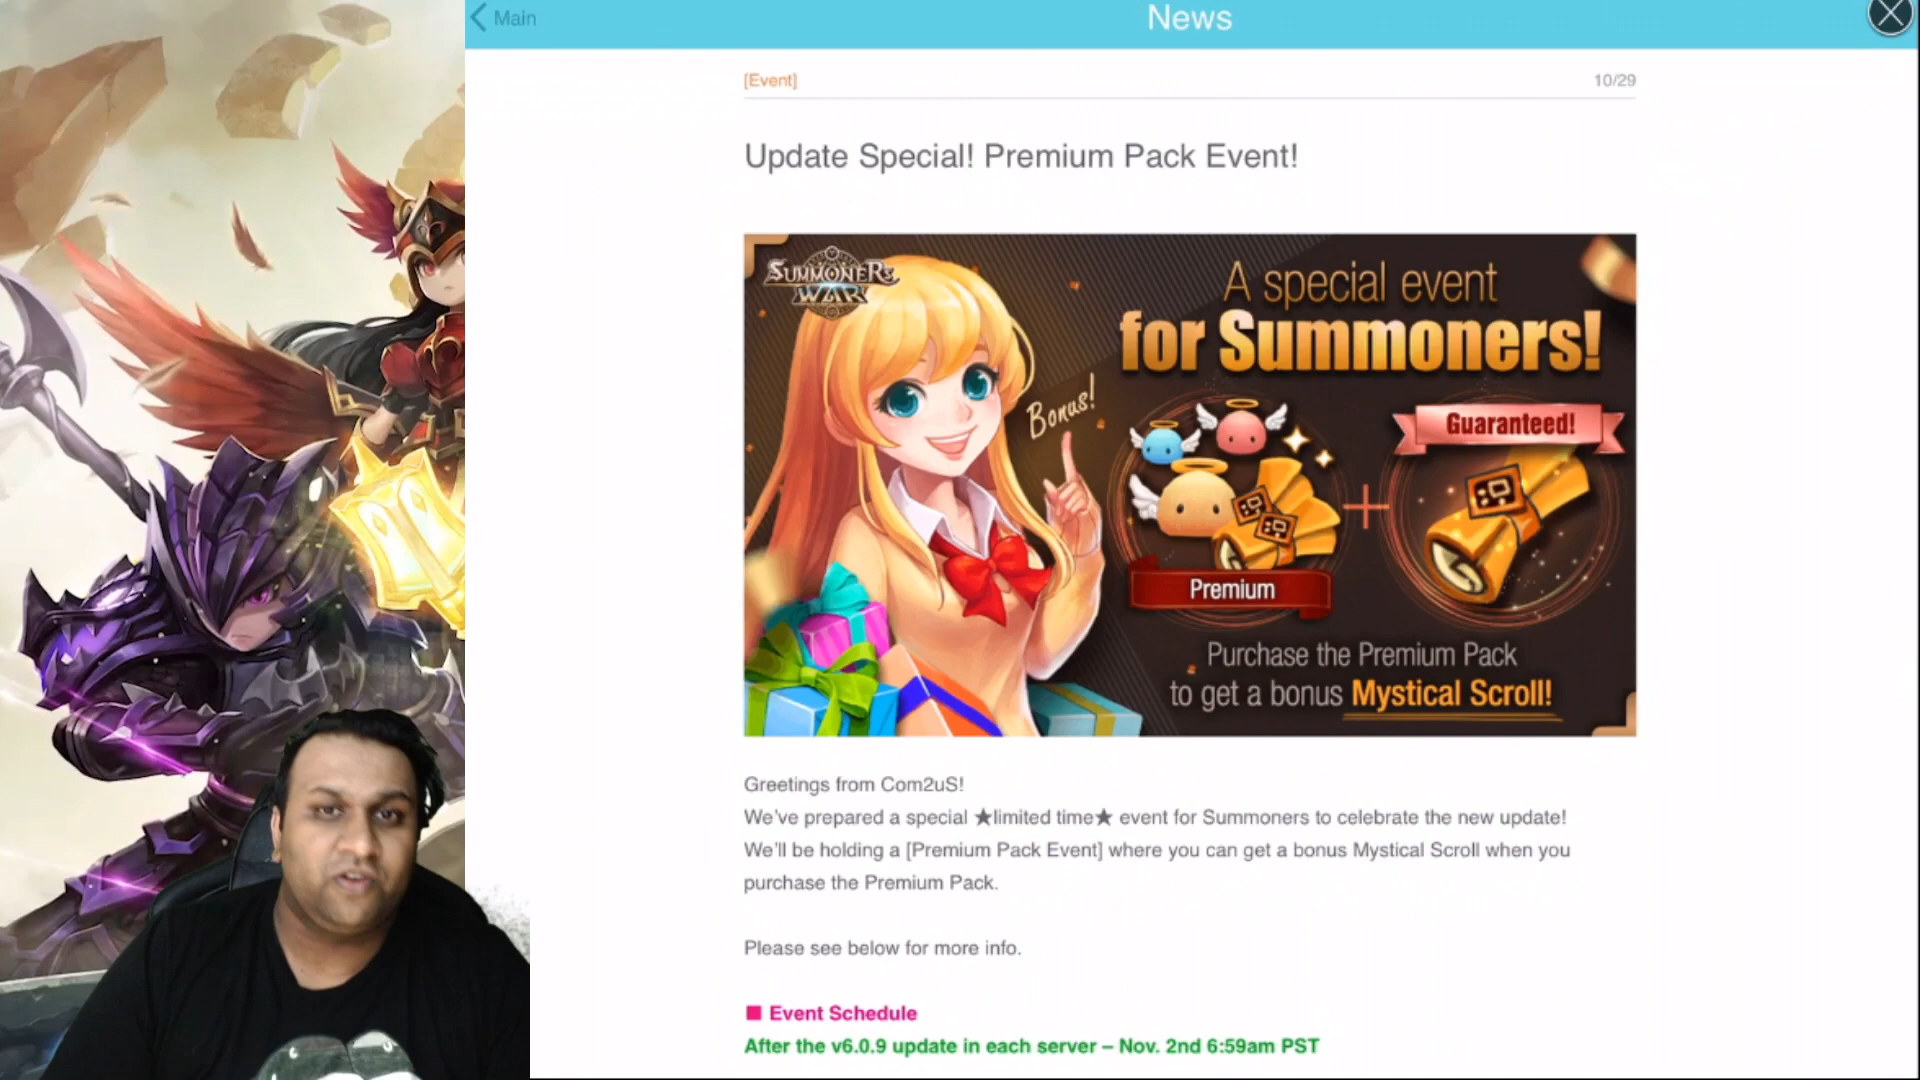 Main
News
[Event]
10/29
Update Special! Premium Pack Event!
SUMMONERS
WAR
A special event
for Summoners!
Bonus!
Guaranteed!
Premium
Purchase the Premium Pack
to get a bonus Mystical Scroll!
Greetings from Com2uS!
We've prepared a special ★limited time★ event for Summoners to celebrate the new update!
We'll be holding a [Premium Pack Event] where you can get a bonus Mystical Scroll when you
purchase the Premium Pack.
Please see below for more info.
■ Event Schedule
After the v6.0.9 update in each server – Nov. 2nd 6:59am PST